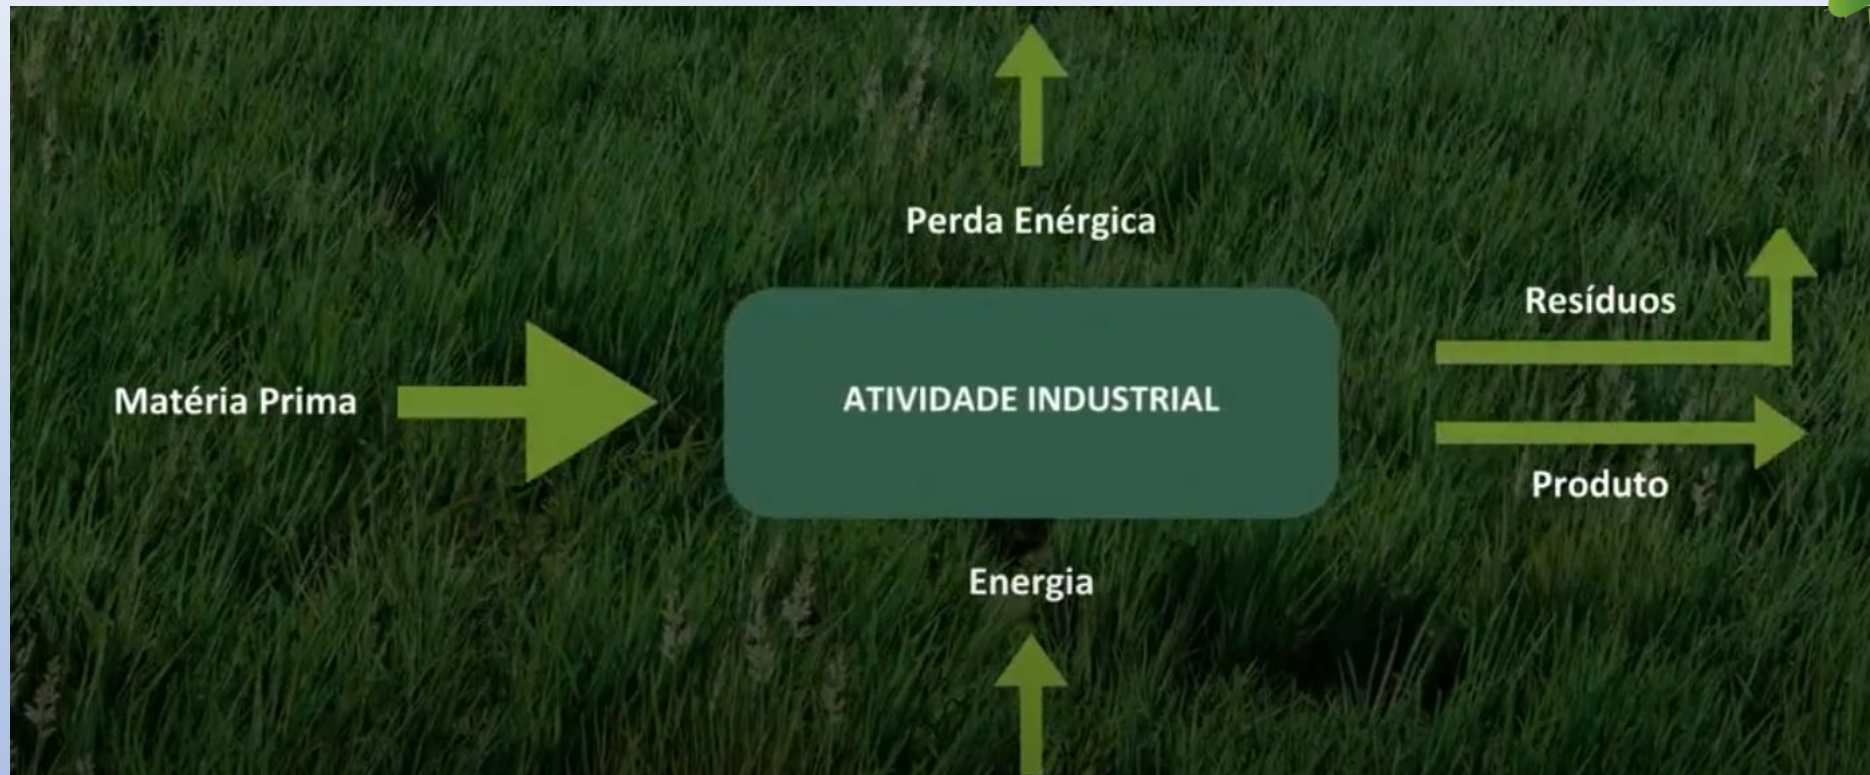 Perda Enérgica
Resíduos
Matéria Prima
ATIVIDADE INDUSTRIAL
Produto
Energia